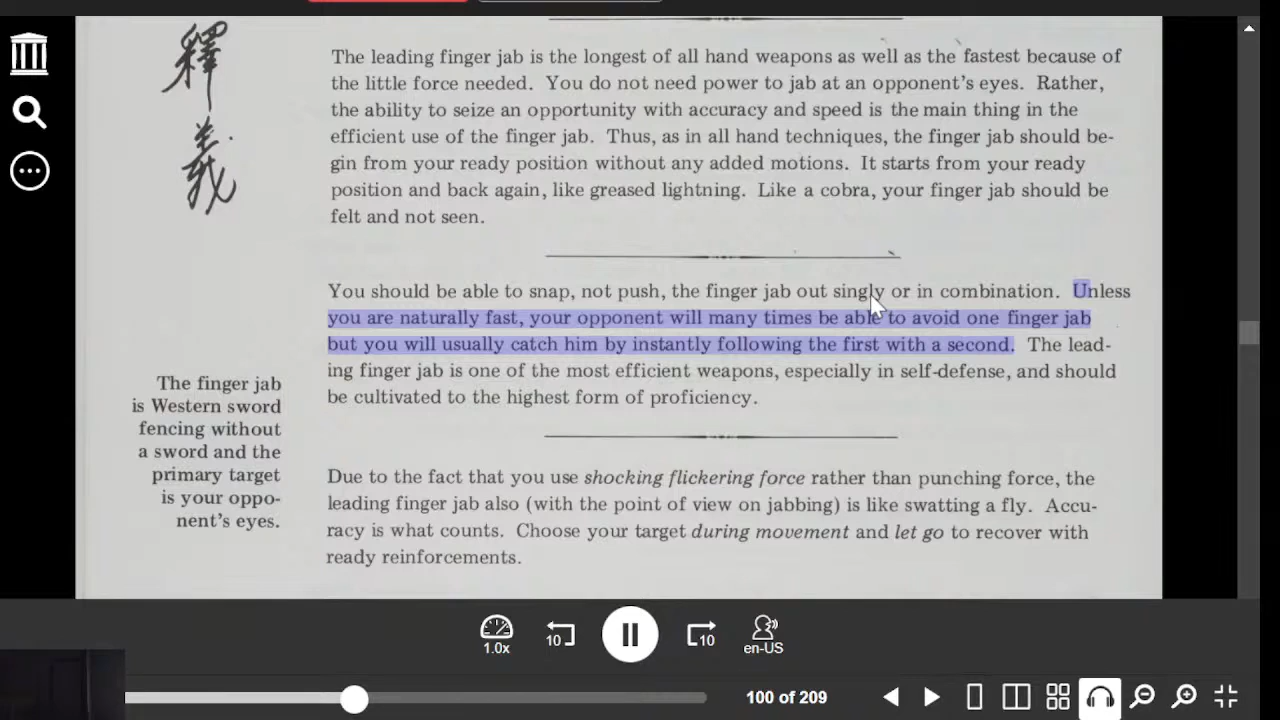 釋
義
The leading finger jab is the longest of all hand weapons as well as the fastest because of
the little force needed. You do not need power to jab at an opponent's eyes. Rather,
the ability to seize an opportunity with accuracy and speed is the main thing in the
efficient use of the finger jab. Thus, as in all hand techniques, the finger jab should be-
gin from your ready position without any added motions. It starts from your ready
position and back again, like greased lightning. Like a cobra, your finger jab should be
felt and not seen.
You should be able to snap, not push, the finger jab out singly or in combination. Unless
you are naturally fast, your opponent will many times be able to avoid one finger jab
but you will usually catch him by instantly following the first with a second. The lead-
ing finger jab is one of the most efficient weapons, especially in self-defense, and should
be cultivated to the highest form of proficiency.
The finger jab
is Western sword
fencing without
a sword and the
primary target
is your oppo-
nent's eyes.
Due to the fact that you use shocking flickering force rather than punching force, the
leading finger jab also (with the point of view on jabbing) is like swatting a fly. Accu-
racy is what counts. Choose your target during movement and let go to recover with
ready reinforcements.
1.0x
10
10
en-US
100 of 209